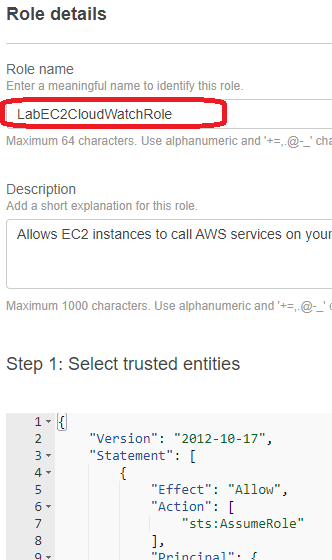 Role details
Role name
Enter a meaningful name to identify this role.
LabEC2CloudWatchRole
Maximum 64 characters. Use alphanumeric and '+=,.@-_' cha
Description
Add a short explanation for this role.
Allows EC2 instances to call AWS services on your
Maximum 1000 characters. Use alphanumeric and '+=,.@-_'
Step 1: Select trusted entities
1 {
2 "Version": "2012-10-17",
3 "Statement": [
4 {
5 "Effect": "Allow",
6 "Action": [
7 "sts:AssumeRole"
8 ],
9 "Principal": {